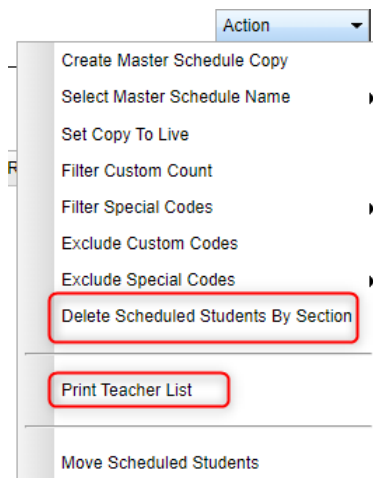 Action
Create Master Schedule Copy
Select Master Schedule Name
Set Copy To Live
R
Filter Custom Count
Filter Special Codes
Exclude Custom Codes
Exclude Special Codes
Delete Scheduled Students By Section
Print Teacher List
Move Scheduled Students